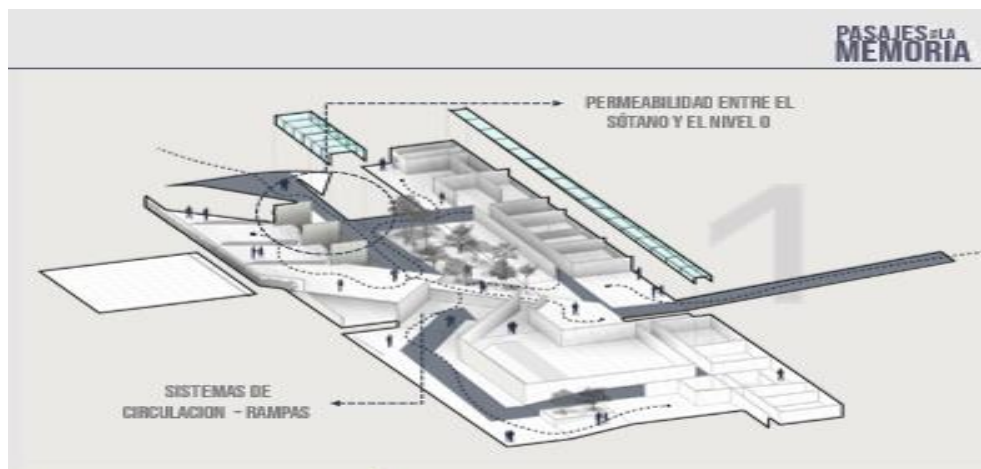 PASAJES DE LA
MEMORIA
PERMEABILIDAD ENTRE EL
SÓTANO Y EL NIVEL 0
1
SISTEMAS DE
CIRCULACION - RAMPAS